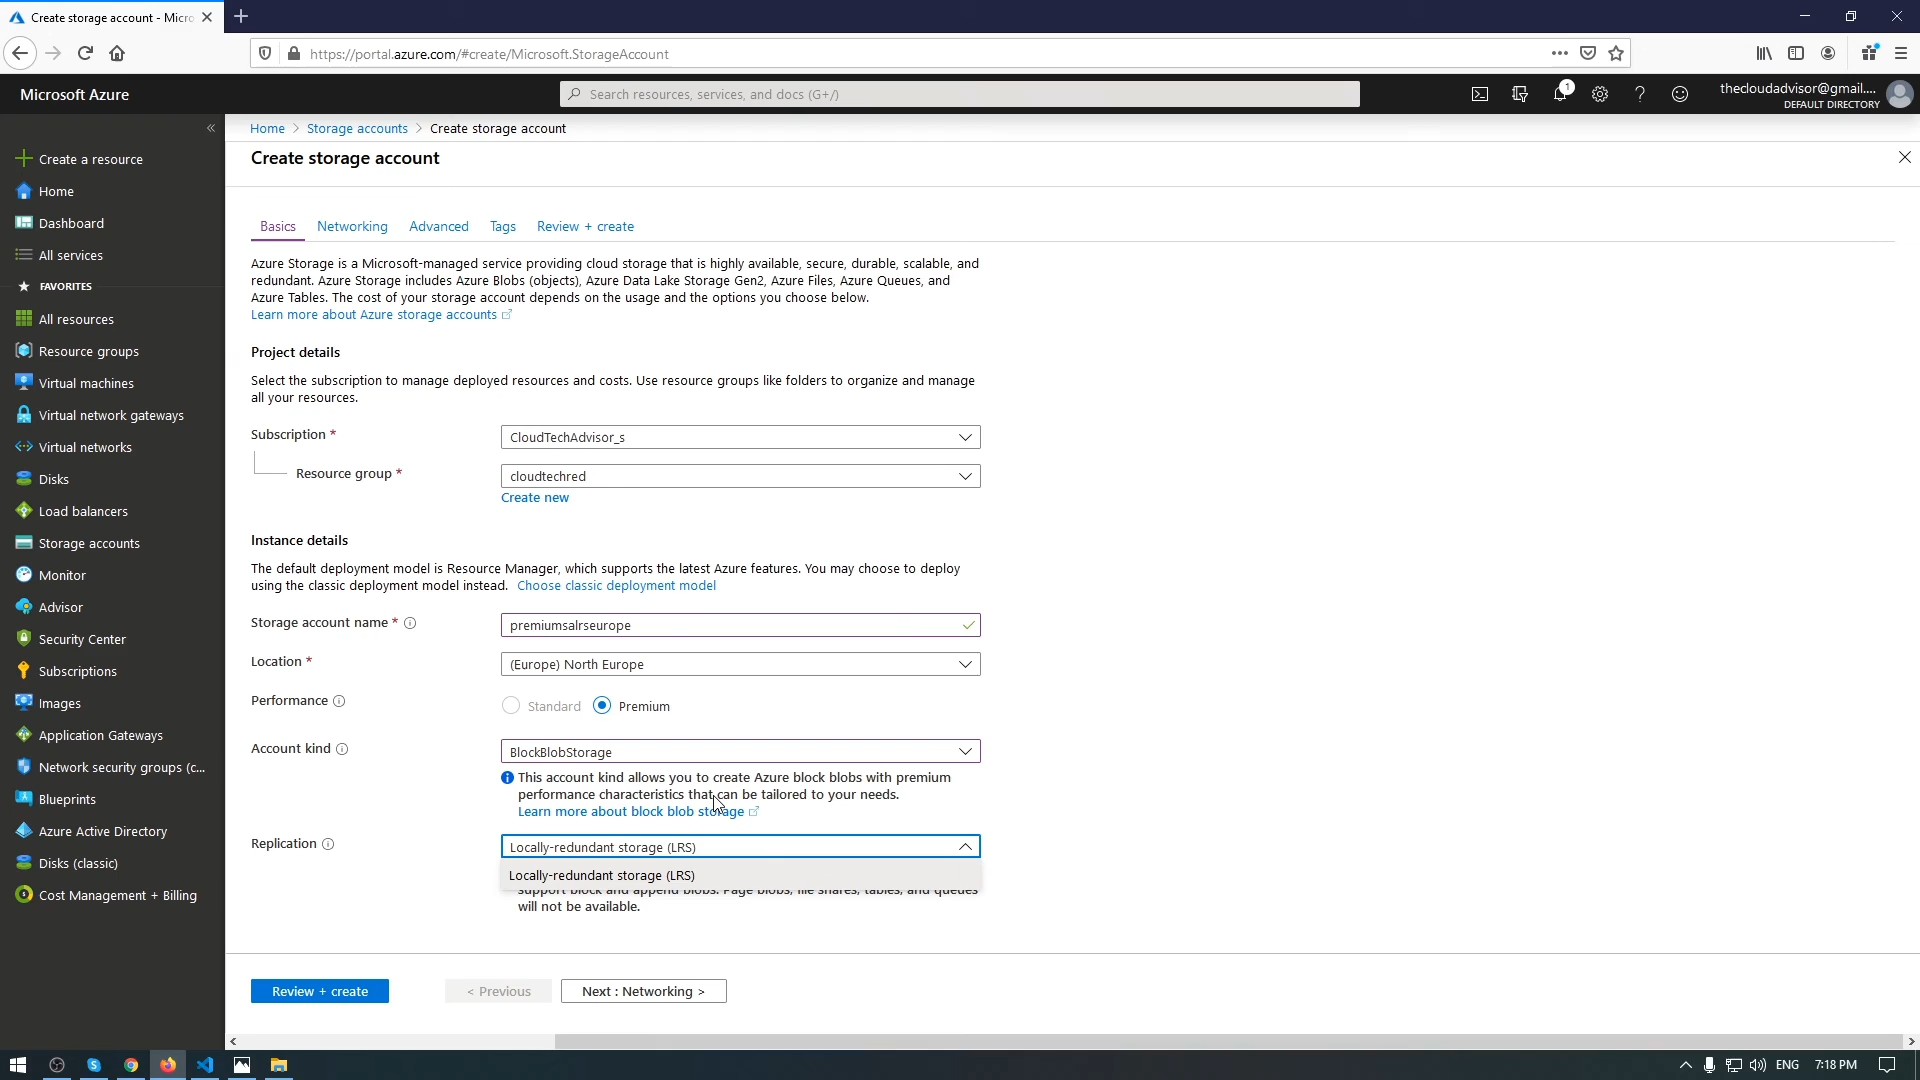 Create storage account - Micro
https://portal.azure.com/#create/Microsoft.StorageAccount
Microsoft Azure
Search resources, services, and docs (G+/)
1
thecloudadvisor@gmail....
DEFAULT DIRECTORY
Home > Storage accounts > Create storage account
Create storage account
Create a resource
Home
Dashboard
All services
FAVORITES
All resources
Resource groups
Virtual machines
Virtual network gateways
Virtual networks
Disks
Load balancers
Storage accounts
Monitor
Advisor
Security Center
Subscriptions
Images
Application Gateways
Network security groups (c...
Blueprints
Azure Active Directory
Disks (classic)
Cost Management + Billing
Basics Networking Advanced Tags Review + create
Azure Storage is a Microsoft-managed service providing cloud storage that is highly available, secure, durable, scalable, and
redundant. Azure Storage includes Azure Blobs (objects), Azure Data Lake Storage Gen2, Azure Files, Azure Queues, and
Azure Tables. The cost of your storage account depends on the usage and the options you choose below.
Learn more about Azure storage accounts
Project details
Select the subscription to manage deployed resources and costs. Use resource groups like folders to organize and manage
all your resources.
Subscription *
CloudTechAdvisor_s
Resource group *
cloudtechred
Create new
Instance details
The default deployment model is Resource Manager, which supports the latest Azure features. You may choose to deploy
using the classic deployment model instead. Choose classic deployment model
Storage account name *
premiumsalrseurope
Location *
(Europe) North Europe
Performance
Standard Premium
Account kind
BlockBlobStorage
This account kind allows you to create Azure block blobs with premium
performance characteristics that can be tailored to your needs.
Learn more about block blob storage
Replication
Locally-redundant storage (LRS)
Locally-redundant storage (LRS)
support block and append blobs. Page blobs, file shares, tables, and queues
will not be available.
Review + create
< Previous
Next : Networking >
ENG
7:18 PM